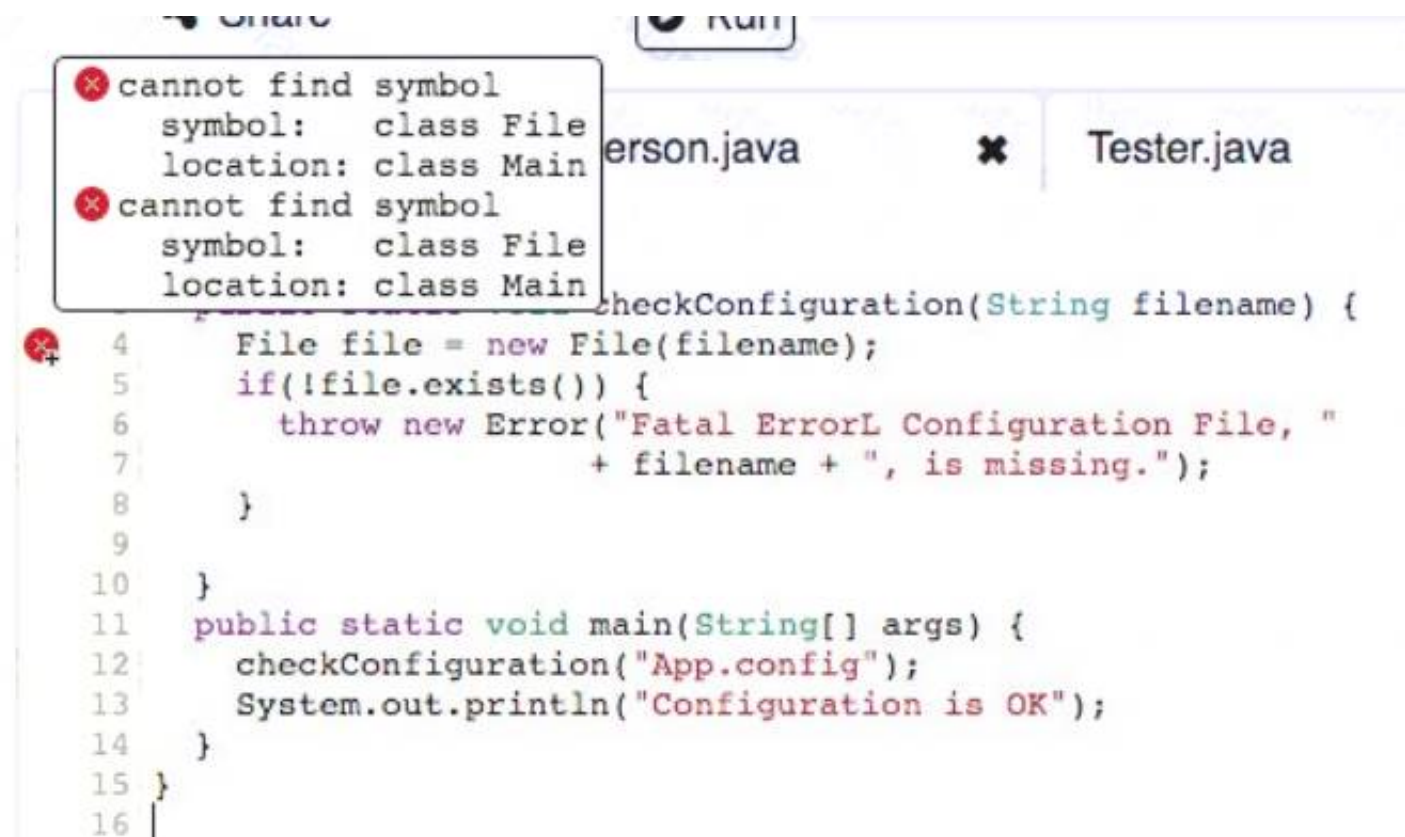 Share
Run
cannot find symbol
symbol: class File
location: class Main
cannot find symbol
symbol: class File
location: class Main
erson.java ✖ Tester.java
checkConfiguration(String filename) {
4 File file = new File(filename);
5 if(!file.exists()) {
6 throw new Error("Fatal ErrorL Configuration File, "
7 + filename + ", is missing.");
8 }
9
10 }
11 public static void main(String[] args) {
12 checkConfiguration("App.config");
13 System.out.println("Configuration is OK");
14 }
15 }
16